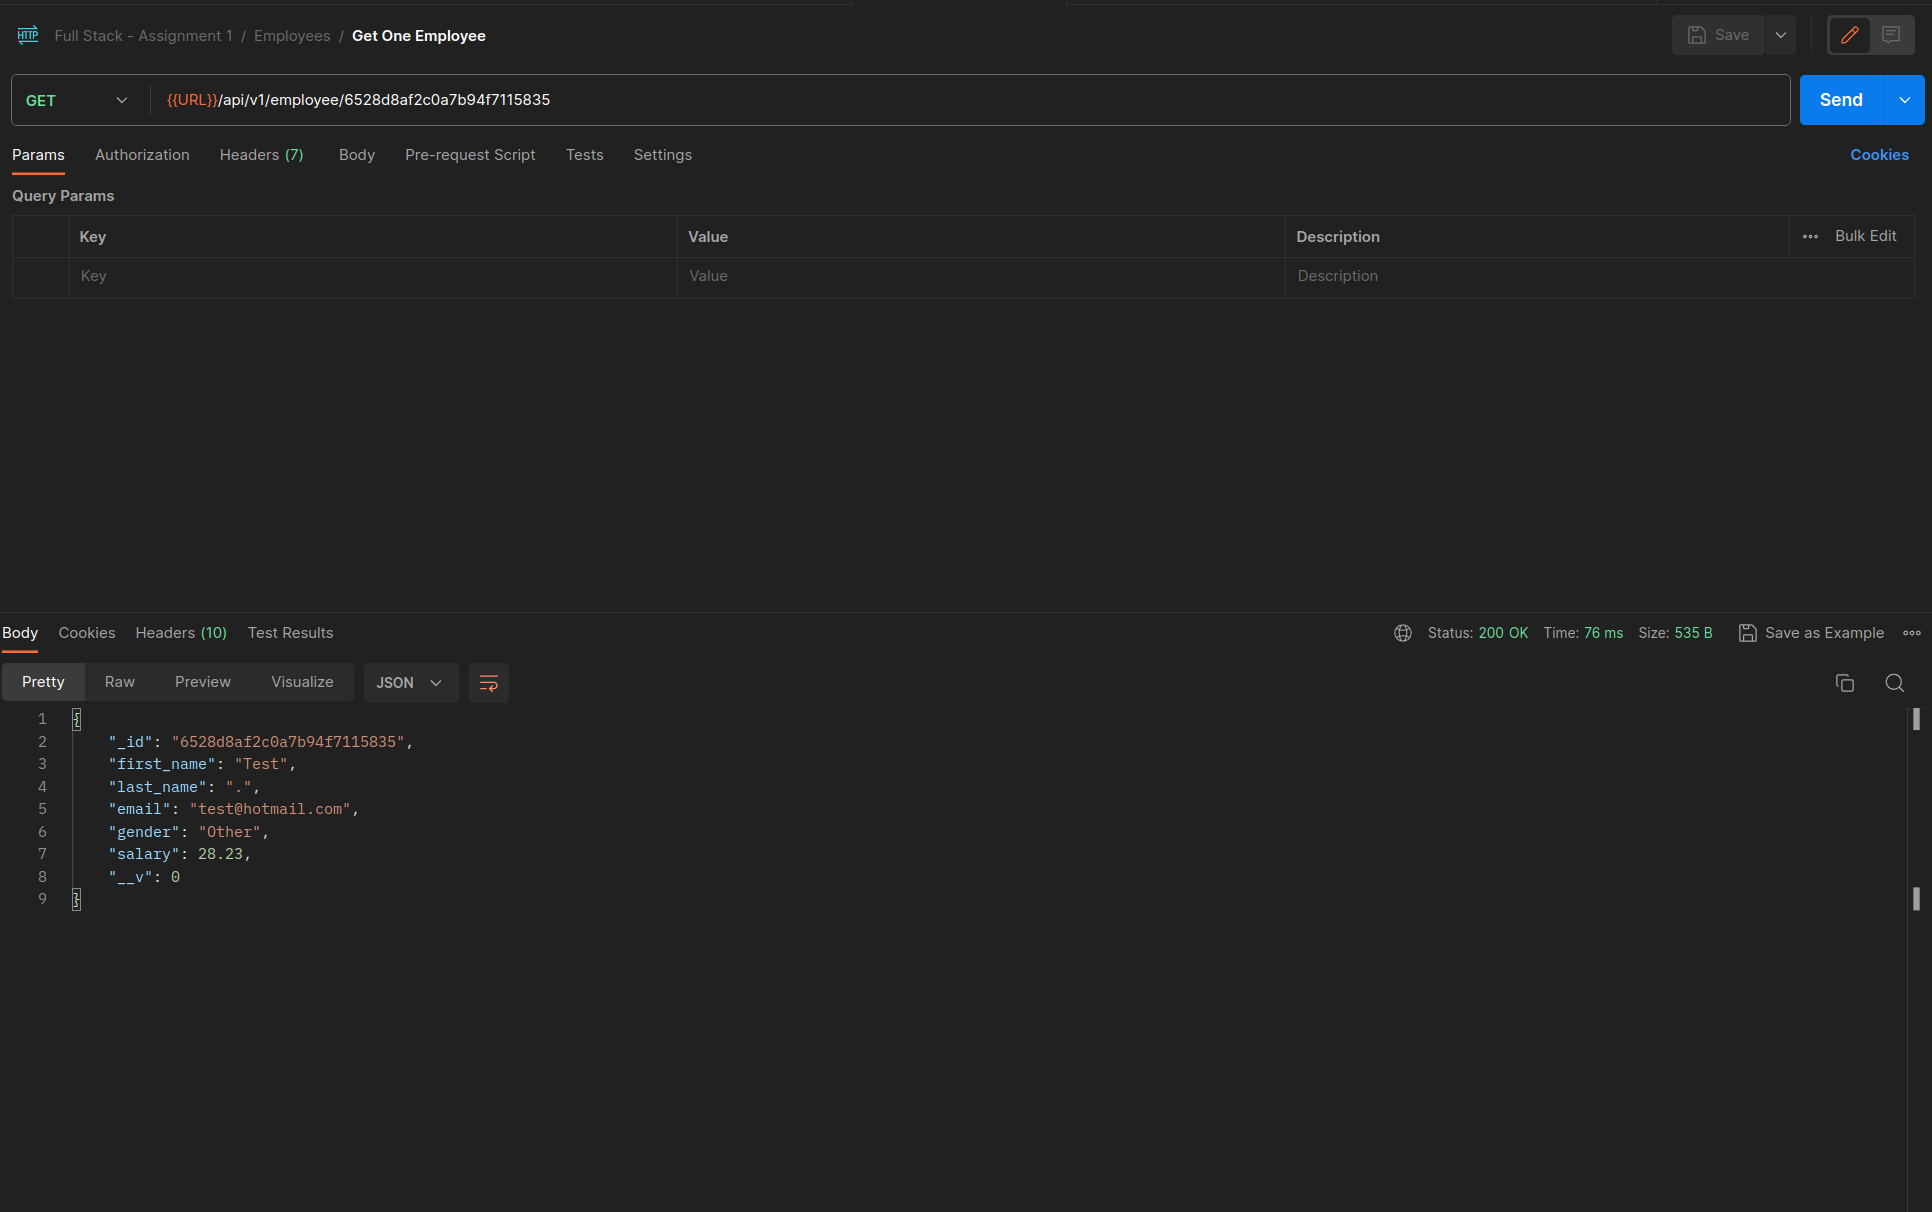 HTTP Full Stack - Assignment 1 / Employees / Get One Employee Save
GET {{URL}}/api/v1/employee/6528d8af2c0a7b94f7115835 Send
Params Authorization Headers (7) Body Pre-request Script Tests Settings Cookies
Query Params
Key Value Description Bulk Edit
Key Value Description
Body Cookies Headers (10) Test Results Status: 200 OK Time: 76 ms Size: 535 B Save as Example
Pretty Raw Preview Visualize JSON
1 {
2 "_id": "6528d8af2c0a7b94f7115835",
3 "first_name": "Test",
4 "last_name": ".",
5 "email": "test@hotmail.com",
6 "gender": "Other",
7 "salary": 28.23,
8 "__v": 0
9 }